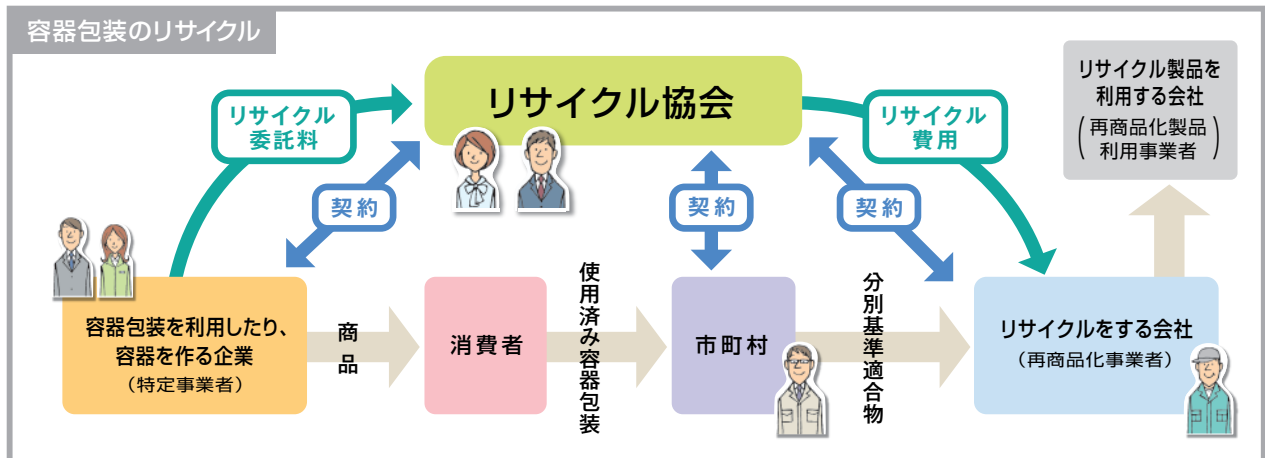 容器包装のリサイクル
リサイクル協会
リサイクル
委託料
リサイクル
費用
リサイクル製品を
利用する会社
（再商品化製品
利用事業者）
契約
契約
契約
容器包装を利用したり、
容器を作る企業
（特定事業者）
商品
消費者
使用済み容器包装
市町村
分別基準適合物
リサイクルをする会社
（再商品化事業者）